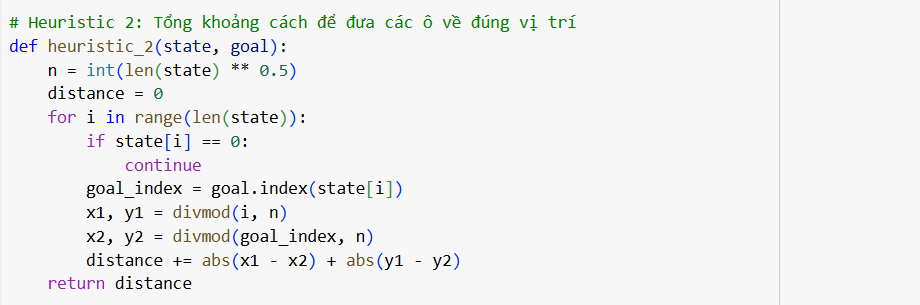 # Heuristic 2: Tổng khoảng cách để đưa các ô về đúng vị trí
def heuristic_2(state, goal):
    n = int(len(state) ** 0.5)
    distance = 0
    for i in range(len(state)):
        if state[i] == 0:
            continue
        goal_index = goal.index(state[i])
        x1, y1 = divmod(i, n)
        x2, y2 = divmod(goal_index, n)
        distance += abs(x1 - x2) + abs(y1 - y2)
    return distance